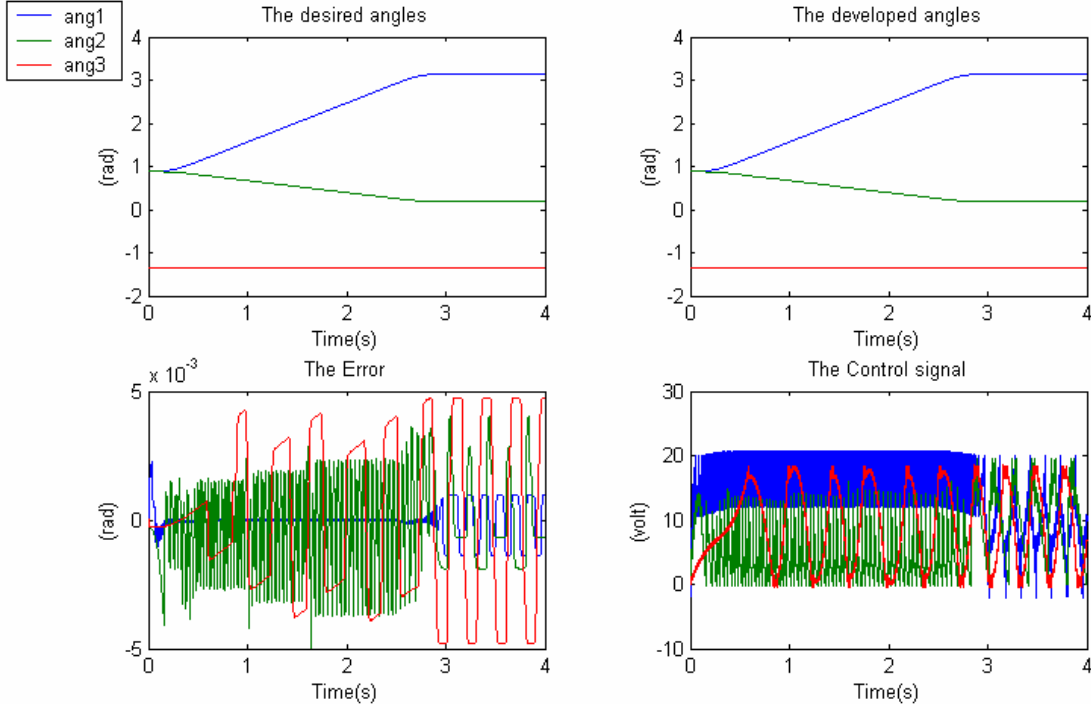 ang1
ang2
ang3
The desired angles
4
3
2
1
0
-1
-2
(rad)
0 1 2 3 4
Time(s)
The developed angles
4
3
2
1
0
-1
-2
(rad)
0 1 2 3 4
Time(s)
The Error
x 10^-3
5
0
-5
(rad)
0 1 2 3 4
Time(s)
The Control signal
30
20
10
0
-10
(volt)
0 1 2 3 4
Time(s)